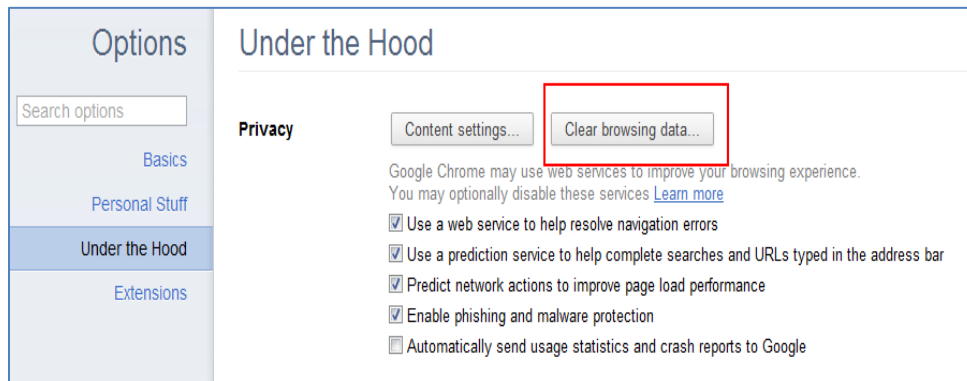 Options
Search options
Basics
Personal Stuff
Under the Hood
Extensions
Under the Hood
Privacy
Content settings...
Clear browsing data...
Google Chrome may use web services to improve your browsing experience.
You may optionally disable these services Learn more
Use a web service to help resolve navigation errors
Use a prediction service to help complete searches and URLs typed in the address bar
Predict network actions to improve page load performance
Enable phishing and malware protection
Automatically send usage statistics and crash reports to Google